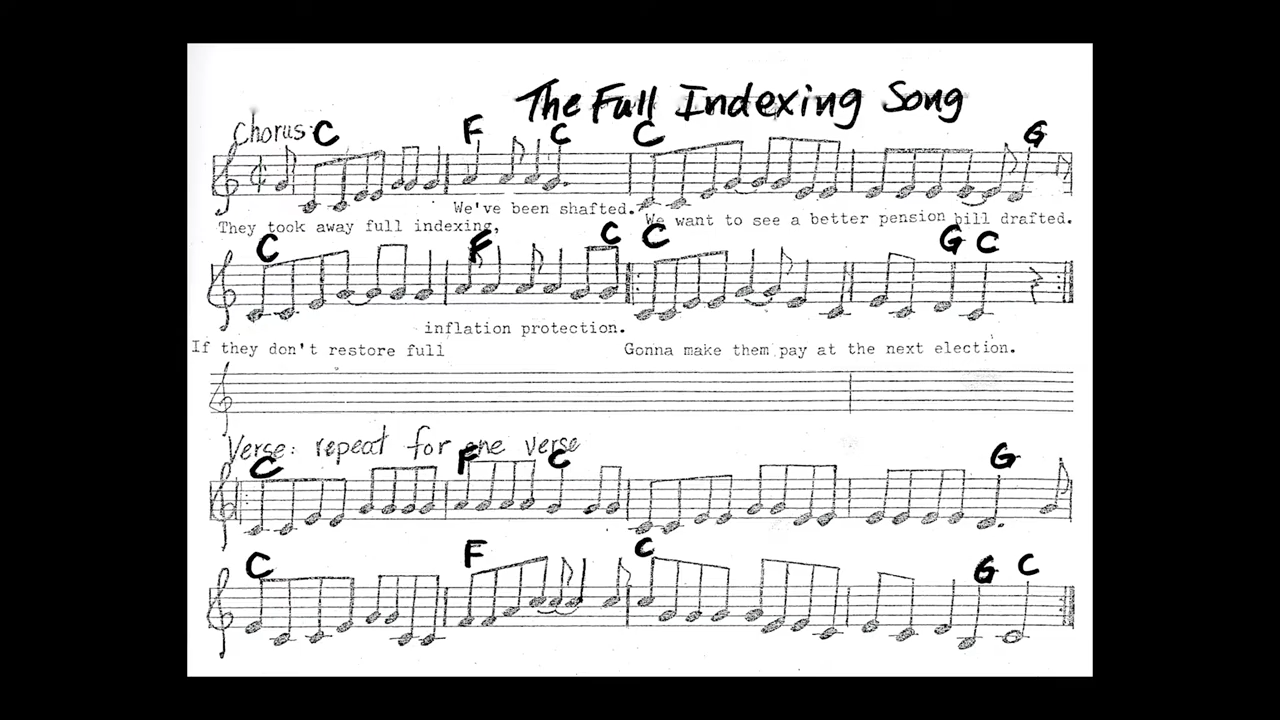 The Full Indexing Song
Chorus: C F C C G
We've been shafted.
They took away full indexing, We want to see a better pension bill drafted.
C F C C G C
inflation protection.
If they don't restore full Gonna make them pay at the next election.
Verse: repeat for one verse
C F C G
C F C G C